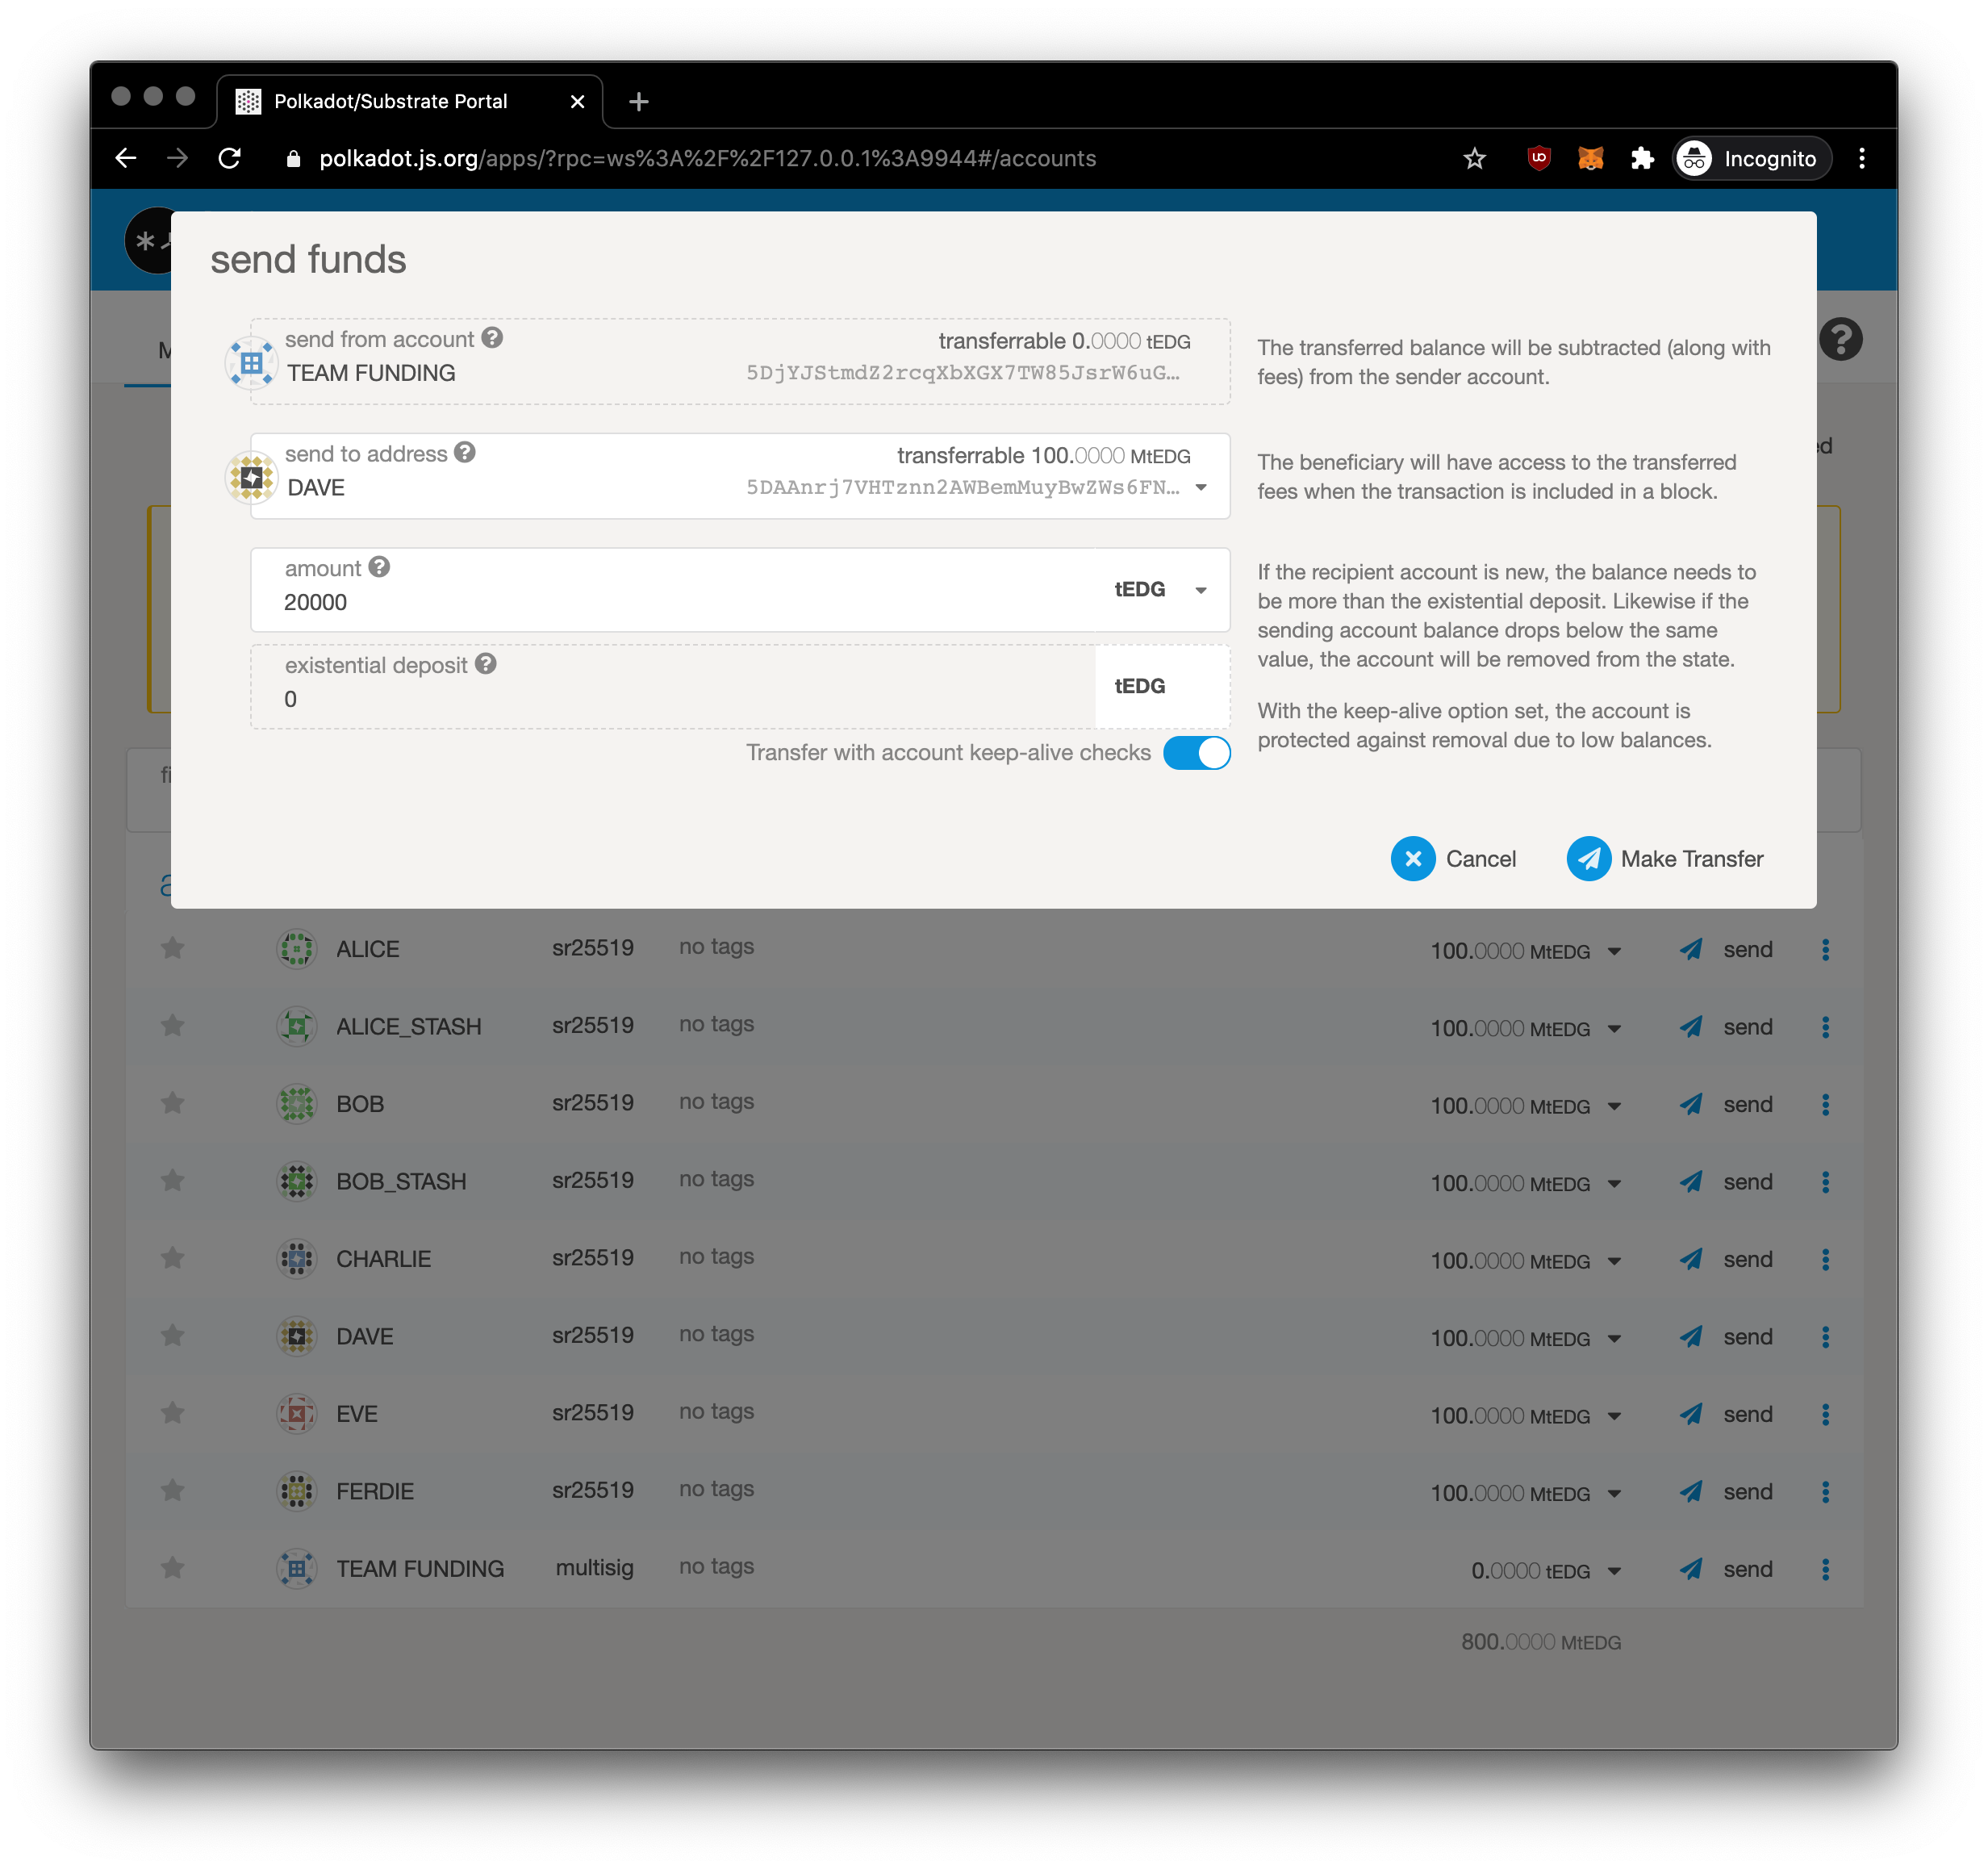 Polkadot/Substrate Portal
polkadot.js.org/apps/?rpc=ws%3A%2F%2F127.0.0.1%3A9944#/accounts
Incognito
send funds
send from account
transferrable 0.0000 tEDG
TEAM FUNDING
5DjYJStmdZ2rcqXbXGX7TW85JsrW6uG…
The transferred balance will be subtracted (along with
fees) from the sender account.
send to address
transferrable 100.0000 MtEDG
DAVE
5DAAnrj7VHTznn2AWBemMuyBwZWs6FN…
The beneficiary will have access to the transferred
fees when the transaction is included in a block.
amount
20000
tEDG
If the recipient account is new, the balance needs to
be more than the existential deposit. Likewise if the
sending account balance drops below the same
value, the account will be removed from the state.
existential deposit
0
tEDG
With the keep-alive option set, the account is
protected against removal due to low balances.
Transfer with account keep-alive checks
Cancel
Make Transfer
ALICE sr25519 no tags 100.0000 MtEDG send
ALICE_STASH sr25519 no tags 100.0000 MtEDG send
BOB sr25519 no tags 100.0000 MtEDG send
BOB_STASH sr25519 no tags 100.0000 MtEDG send
CHARLIE sr25519 no tags 100.0000 MtEDG send
DAVE sr25519 no tags 100.0000 MtEDG send
EVE sr25519 no tags 100.0000 MtEDG send
FERDIE sr25519 no tags 100.0000 MtEDG send
TEAM FUNDING multisig no tags 0.0000 tEDG send
800.0000 MtEDG